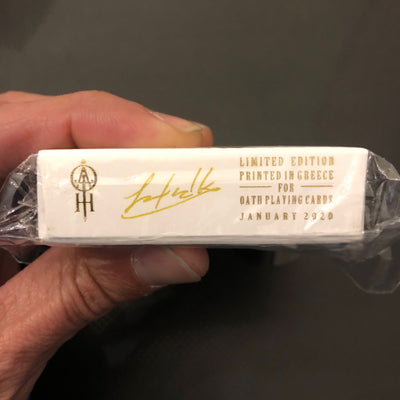 LIMITED EDITION
PRINTED IN GREECE
FOR
OATH PLAYING CARDS
JANUARY 2020